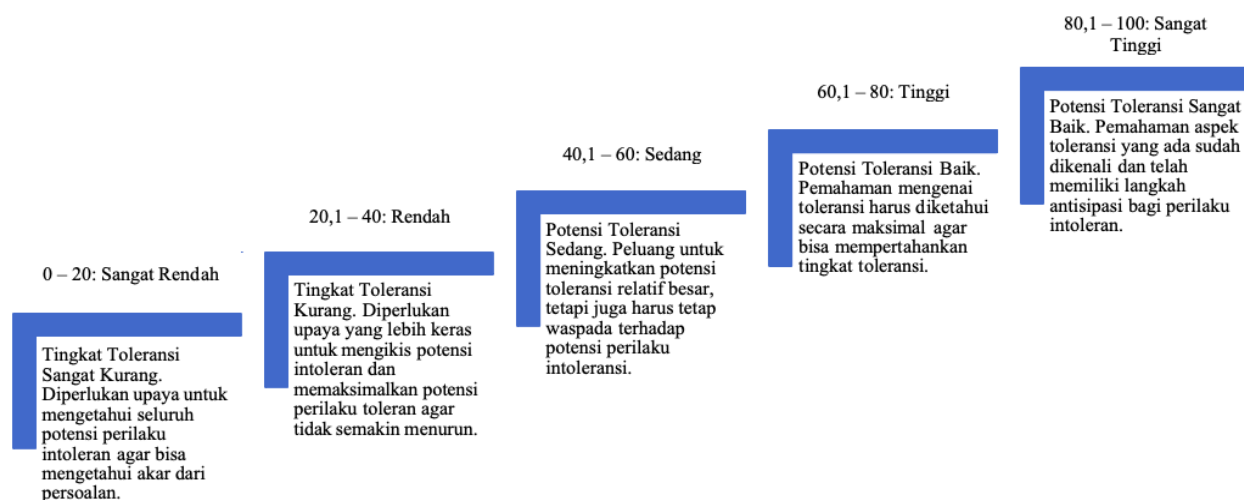 0 – 20: Sangat Rendah
Tingkat Toleransi
Sangat Kurang.
Diperlukan upaya untuk
mengetahui seluruh
potensi perilaku
intoleran agar bisa
mengetahui akar dari
persoalan.
20,1 – 40: Rendah
Tingkat Toleransi
Kurang. Diperlukan
upaya yang lebih keras
untuk mengikis potensi
intoleran dan
memaksimalkan potensi
perilaku toleran agar
tidak semakin menurun.
40,1 – 60: Sedang
Potensi Toleransi
Sedang. Peluang untuk
meningkatkan potensi
toleransi relatif besar,
tetapi juga harus tetap
waspada terhadap
potensi perilaku
intoleransi.
60,1 – 80: Tinggi
Potensi Toleransi Baik.
Pemahaman mengenai
toleransi harus diketahui
secara maksimal agar
bisa mempertahankan
tingkat toleransi.
80,1 – 100: Sangat
Tinggi
Potensi Toleransi Sangat
Baik. Pemahaman aspek
toleransi yang ada sudah
dikenali dan telah
memiliki langkah
antisipasi bagi perilaku
intoleran.